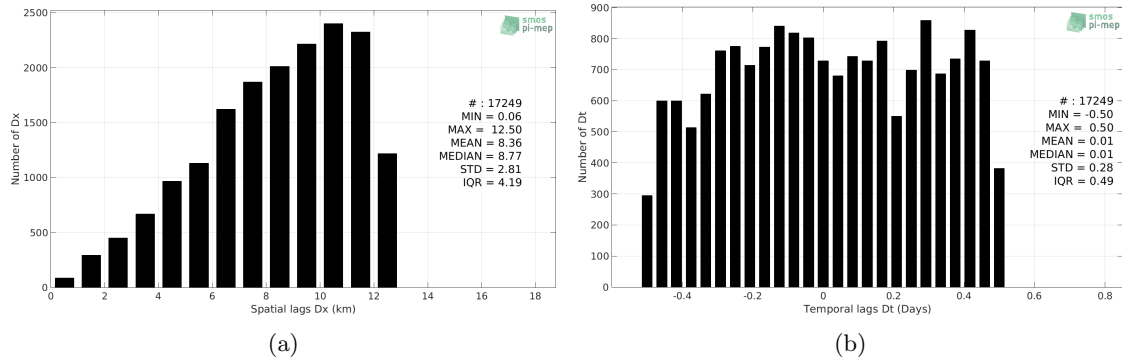 2500
2000
1500
1000
500
0
Number of Dx
0 2 4 6 8 10 12 14 16 18
Spatial lags Dx (km)
smos
pi-mep
# : 17249
MIN = 0.06
MAX = 12.50
MEAN = 8.36
MEDIAN = 8.77
STD = 2.81
IQR = 4.19
(a)
900
800
700
600
500
400
300
200
100
0
Number of Dt
-0.4 -0.2 0 0.2 0.4 0.6 0.8
Temporal lags Dt (Days)
smos
pi-mep
# : 17249
MIN = -0.50
MAX = 0.50
MEAN = 0.01
MEDIAN = 0.01
STD = 0.28
IQR = 0.49
(b)